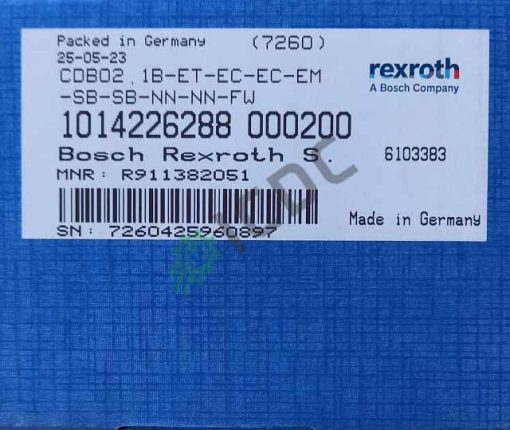 Packed in Germany (7260)
25-05-23
CDB02.1B-ET-EC-EC-EM
-SB-SB-NN-NN-FW
rexroth
A Bosch Company
1014226288 000200
Bosch Rexroth S. 6103383
MNR: R911382051
Made in Germany
SN: 7260425960897
ICDC